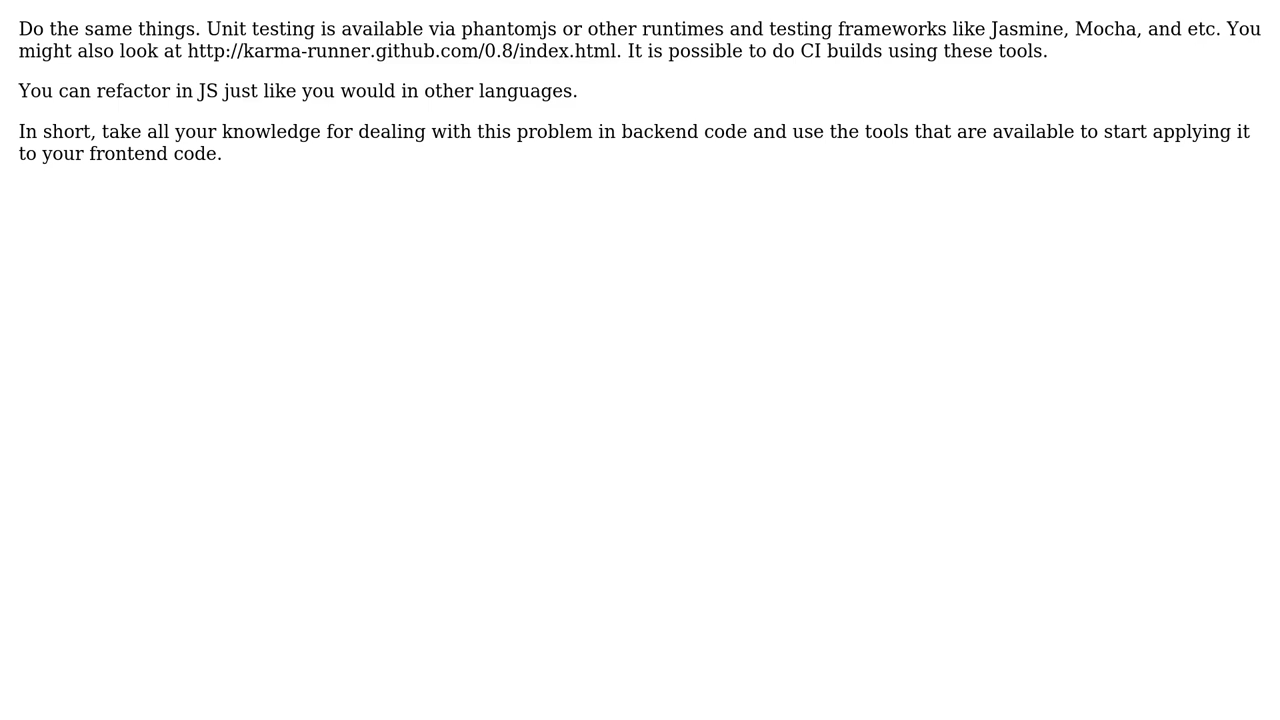 Do the same things. Unit testing is available via phantomjs or other runtimes and testing frameworks like Jasmine, Mocha, and etc. You
might also look at http://karma-runner.github.com/0.8/index.html. It is possible to do CI builds using these tools.
You can refactor in JS just like you would in other languages.
In short, take all your knowledge for dealing with this problem in backend code and use the tools that are available to start applying it
to your frontend code.